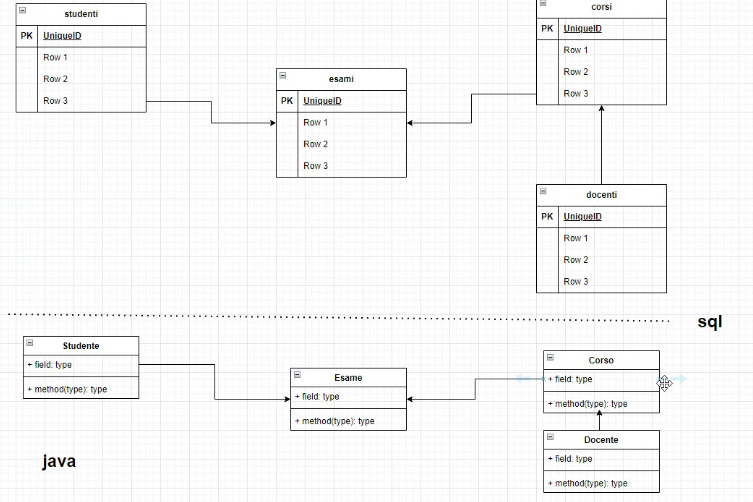 studenti
PK UniqueID
Row 1
Row 2
Row 3
esami
PK UniqueID
Row 1
Row 2
Row 3
corsi
PK UniqueID
Row 1
Row 2
Row 3
docenti
PK UniqueID
Row 1
Row 2
Row 3
sql
Studente
+ field: type
+ method(type): type
Esame
+ field: type
+ method(type): type
Corso
+ field: type
+ method(type): type
Docente
+ field: type
+ method(type): type
java